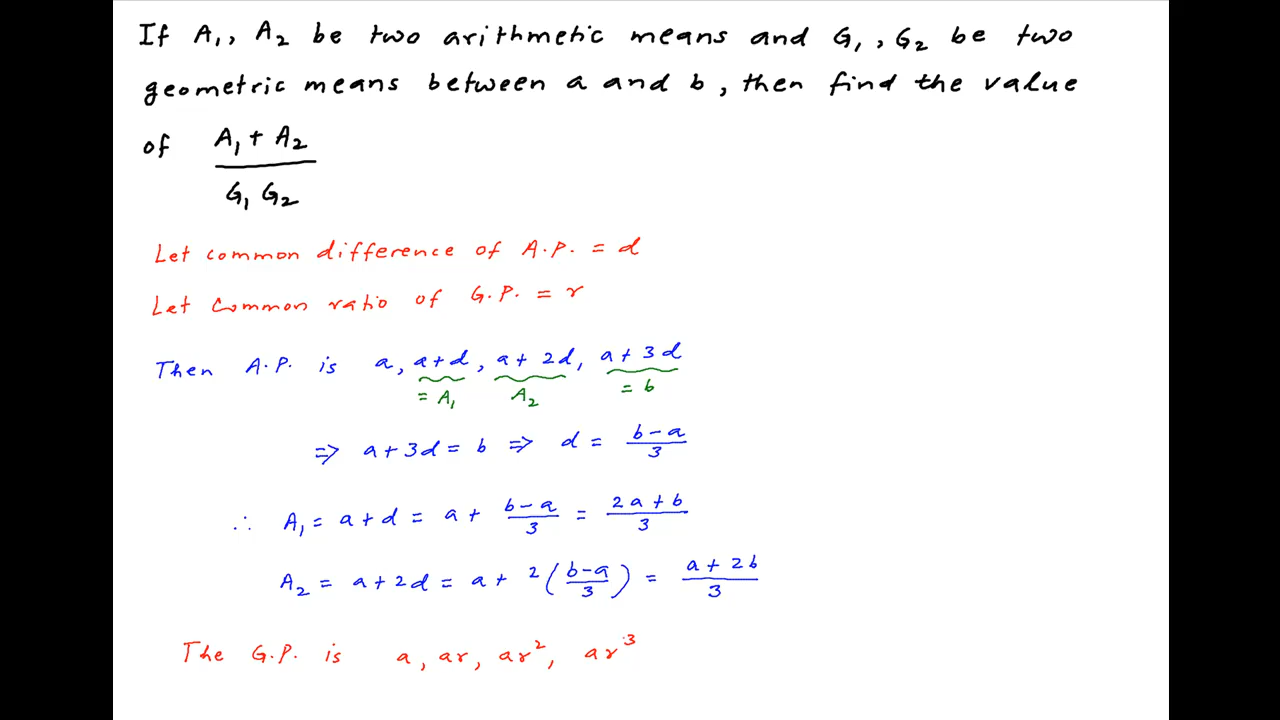 If A₁, A₂ be two arithmetic means and G₁, G₂ be two
geometric means between a and b, then find the value
of (A₁ + A₂) / (G₁ G₂)
Let common difference of A.P. = d
Let Common ratio of G.P. = r
Then A.P. is a, a+d, a+2d, a+3d
= A₁ A₂ = b
⇒ a+3d = b ⇒ d = (b-a)/3
∴ A₁ = a+d = a + (b-a)/3 = (2a+b)/3
A₂ = a+2d = a + 2((b-a)/3) = (a+2b)/3
The G.P. is a, ar, ar², ar³